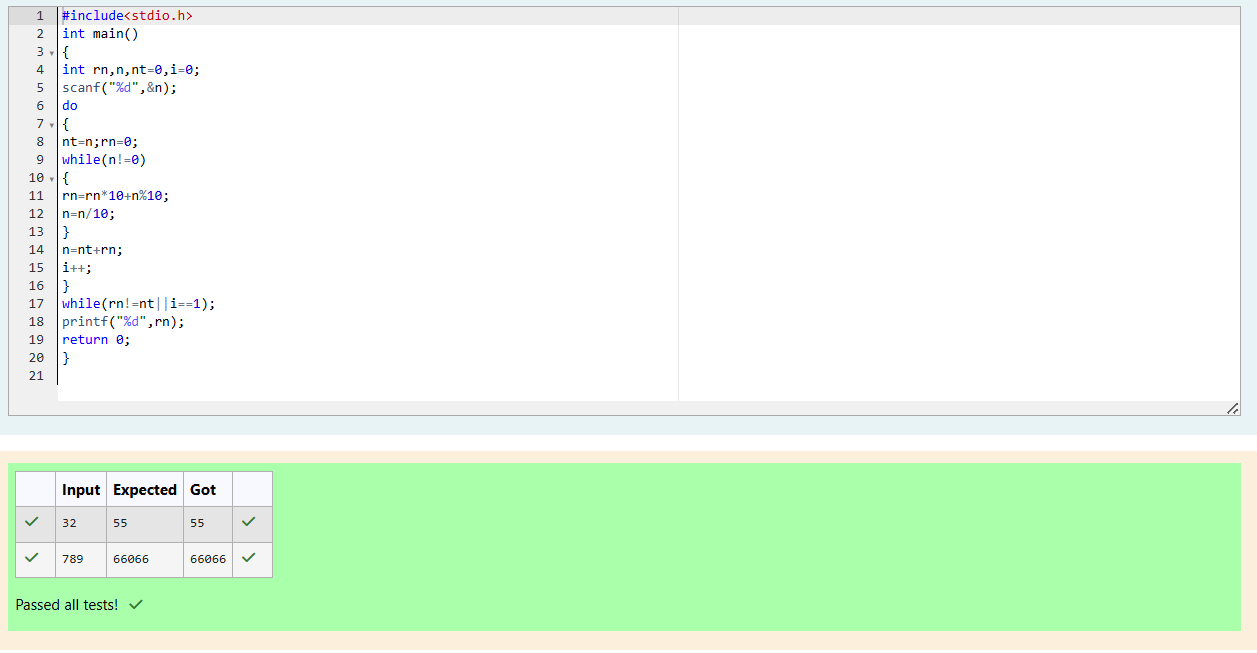 1 #include<stdio.h>
2 int main()
3 {
4 int rn,n,nt=0,i=0;
5 scanf("%d",&n);
6 do
7 {
8 nt=n;rn=0;
9 while(n!=0)
10 {
11 rn=rn*10+n%10;
12 n=n/10;
13 }
14 n=nt+rn;
15 i++;
16 }
17 while(rn!=nt||i==1);
18 printf("%d",rn);
19 return 0;
20 }
21
Input Expected Got
32 55 55
789 66066 66066
Passed all tests!